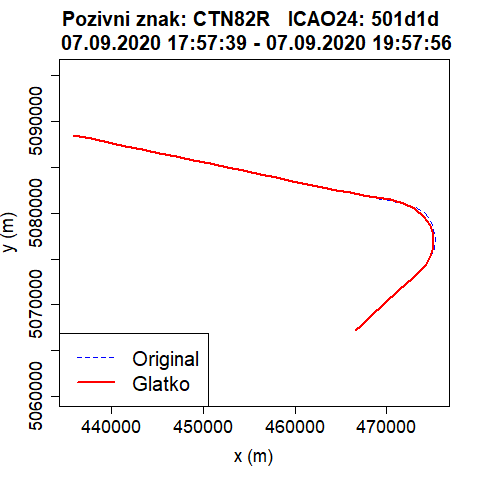 Pozivni znak: CTN82R   ICAO24: 501d1d
07.09.2020 17:57:39 - 07.09.2020 19:57:56
y (m)
5090000
5080000
5070000
5060000
Original
Glatko
440000 450000 460000 470000
x (m)